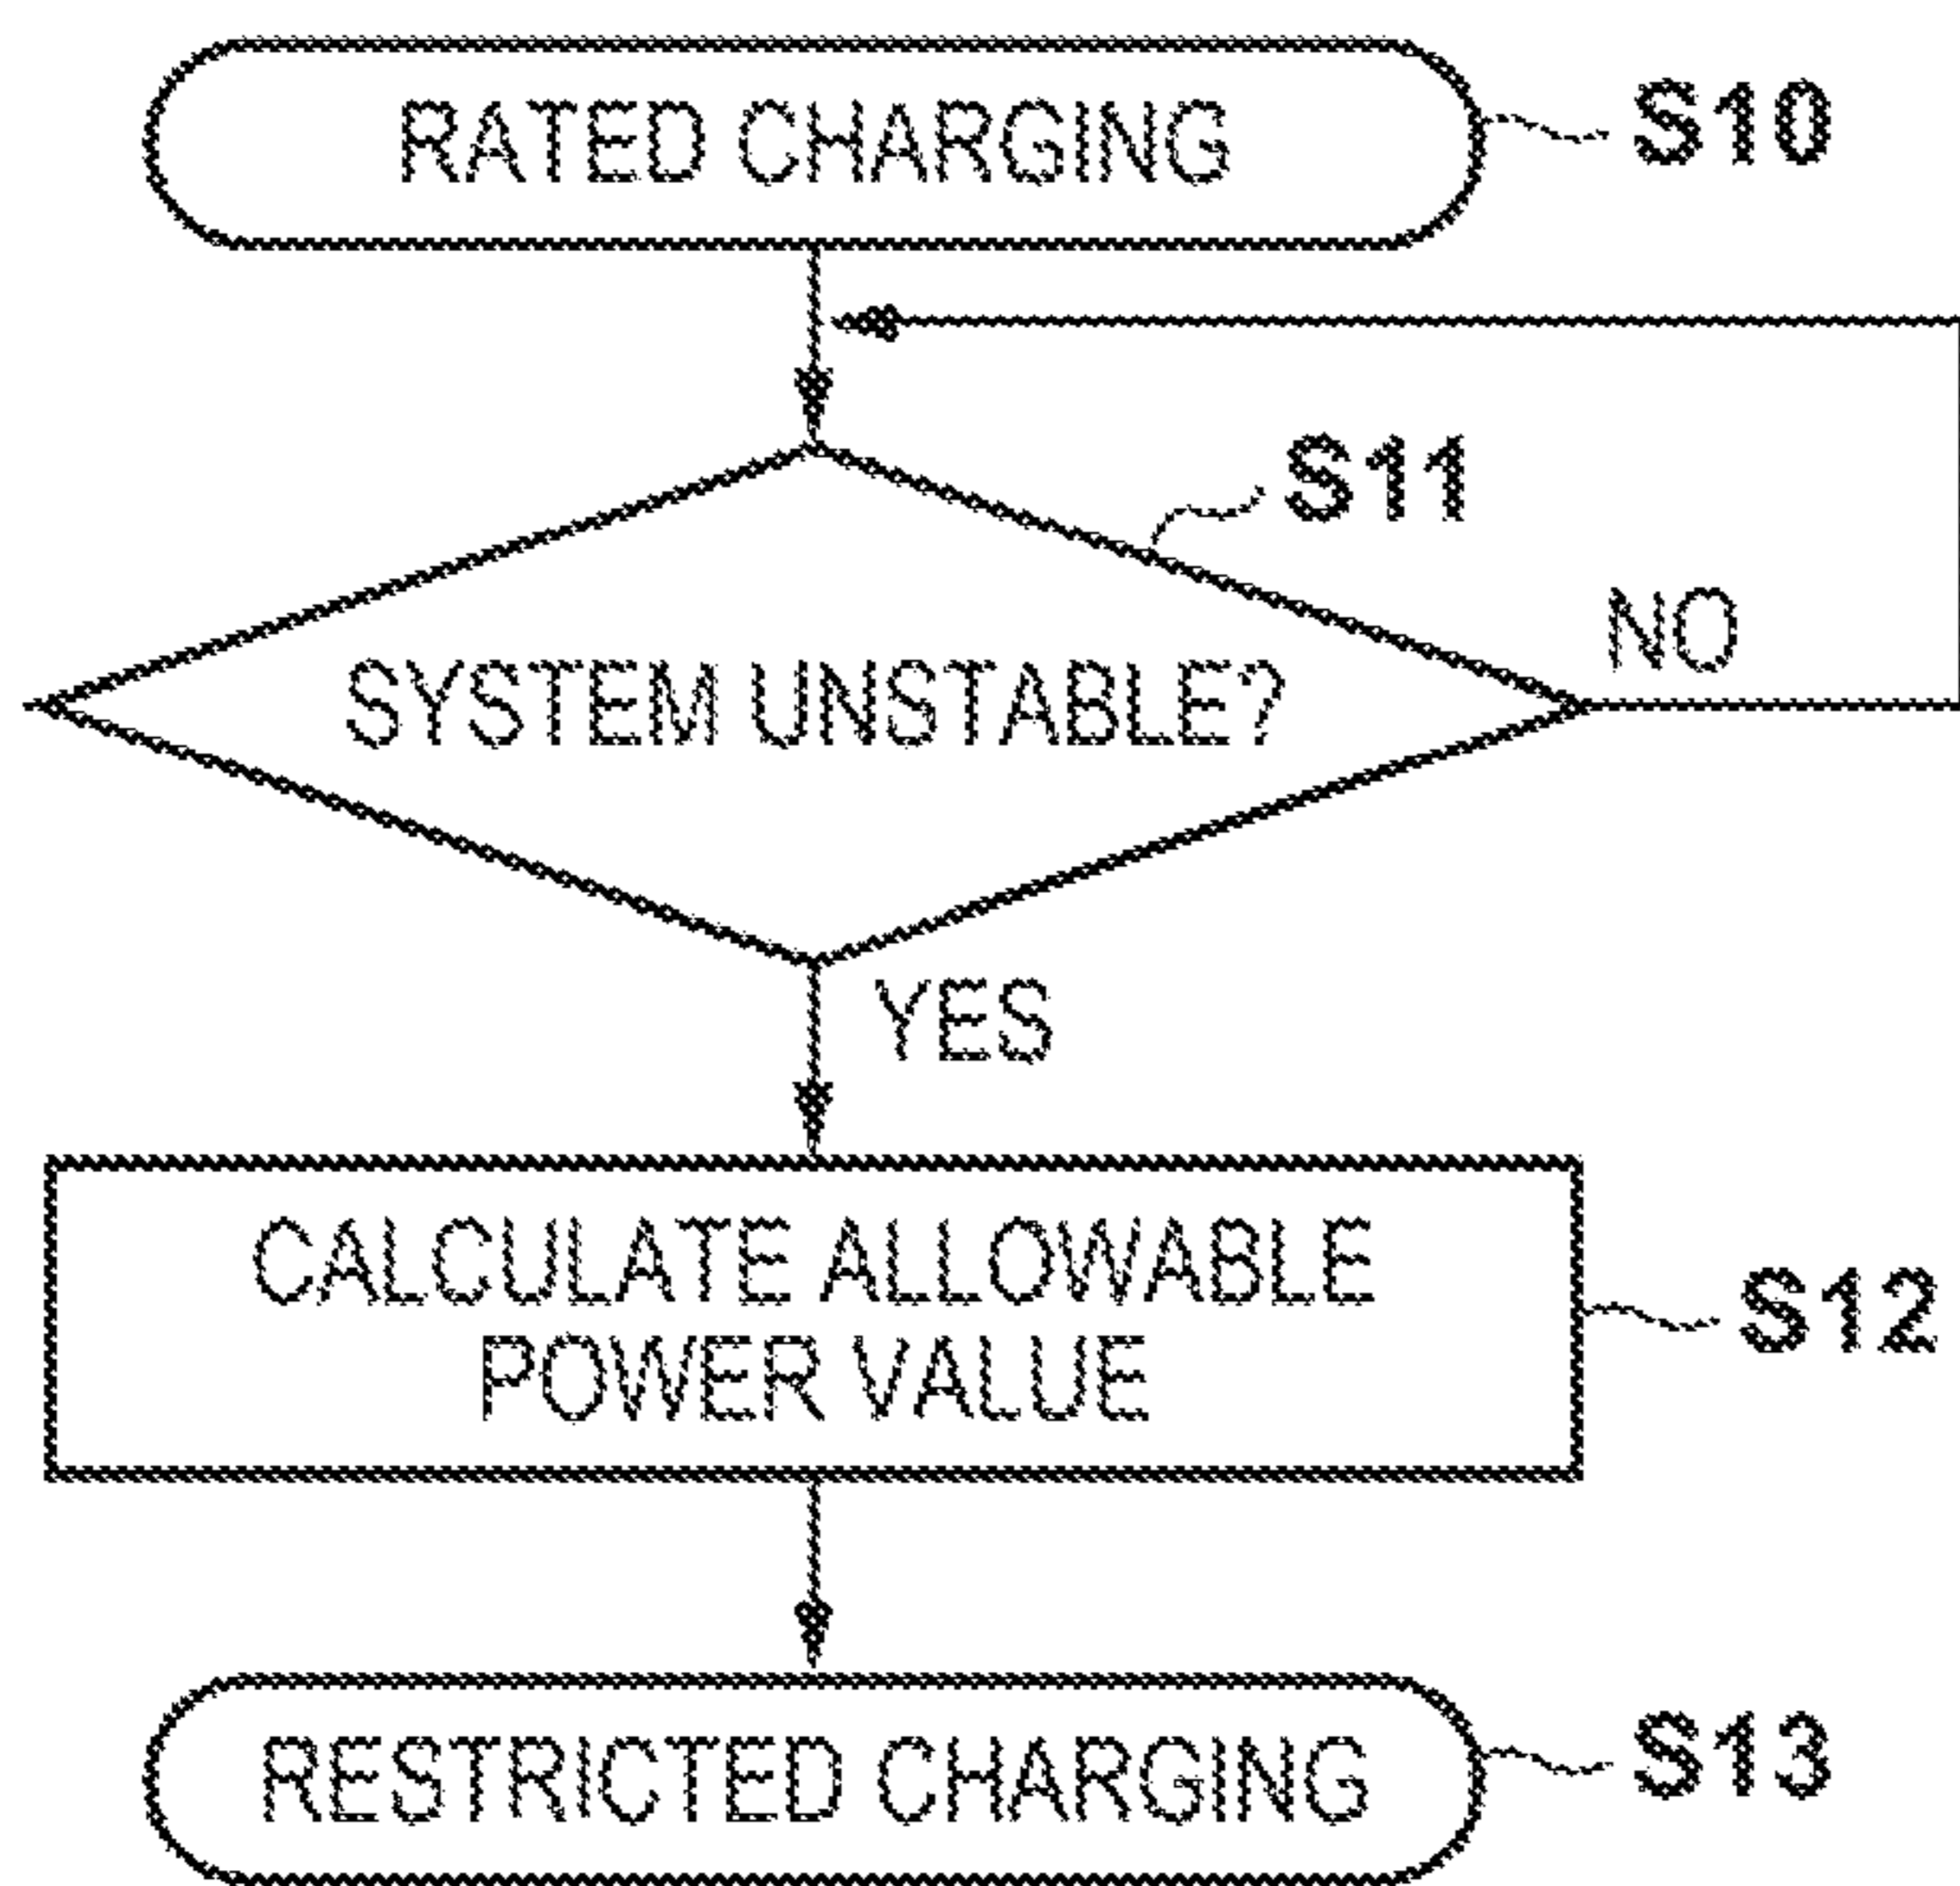 RATED CHARGING
S10
S11
NO
SYSTEM UNSTABLE?
YES
CALCULATE ALLOWABLE
POWER VALUE
S12
RESTRICTED CHARGING
S13